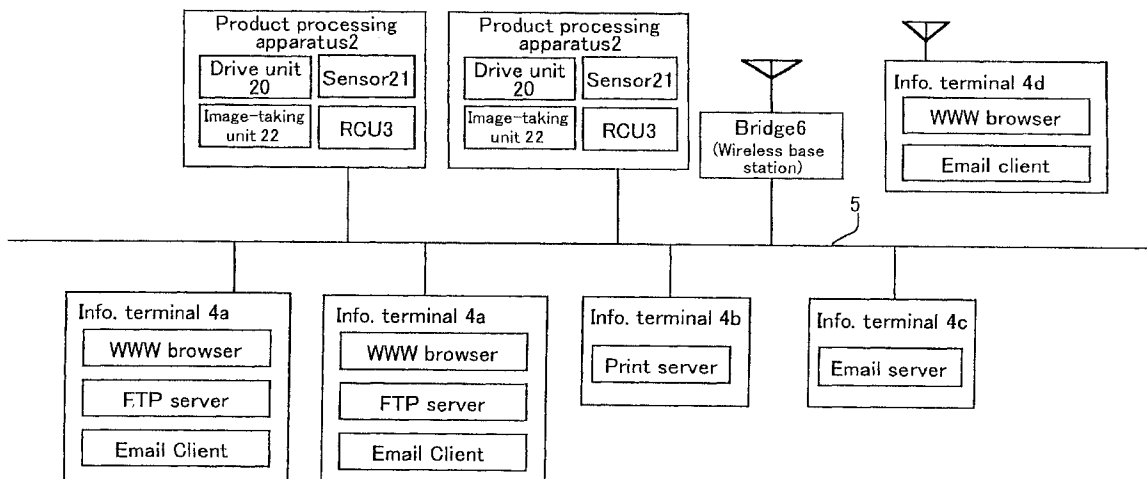 Product processing
apparatus2
Drive unit
20
Sensor21
Image-taking
unit 22
RCU3
Product processing
apparatus2
Drive unit
20
Sensor21
Image-taking
unit 22
RCU3
Bridge6
(Wireless base
station)
Info. terminal 4d
WWW browser
Email client
5
Info. terminal 4a
WWW browser
FTP server
Email Client
Info. terminal 4a
WWW browser
FTP server
Email Client
Info. terminal 4b
Print server
Info. terminal 4c
Email server